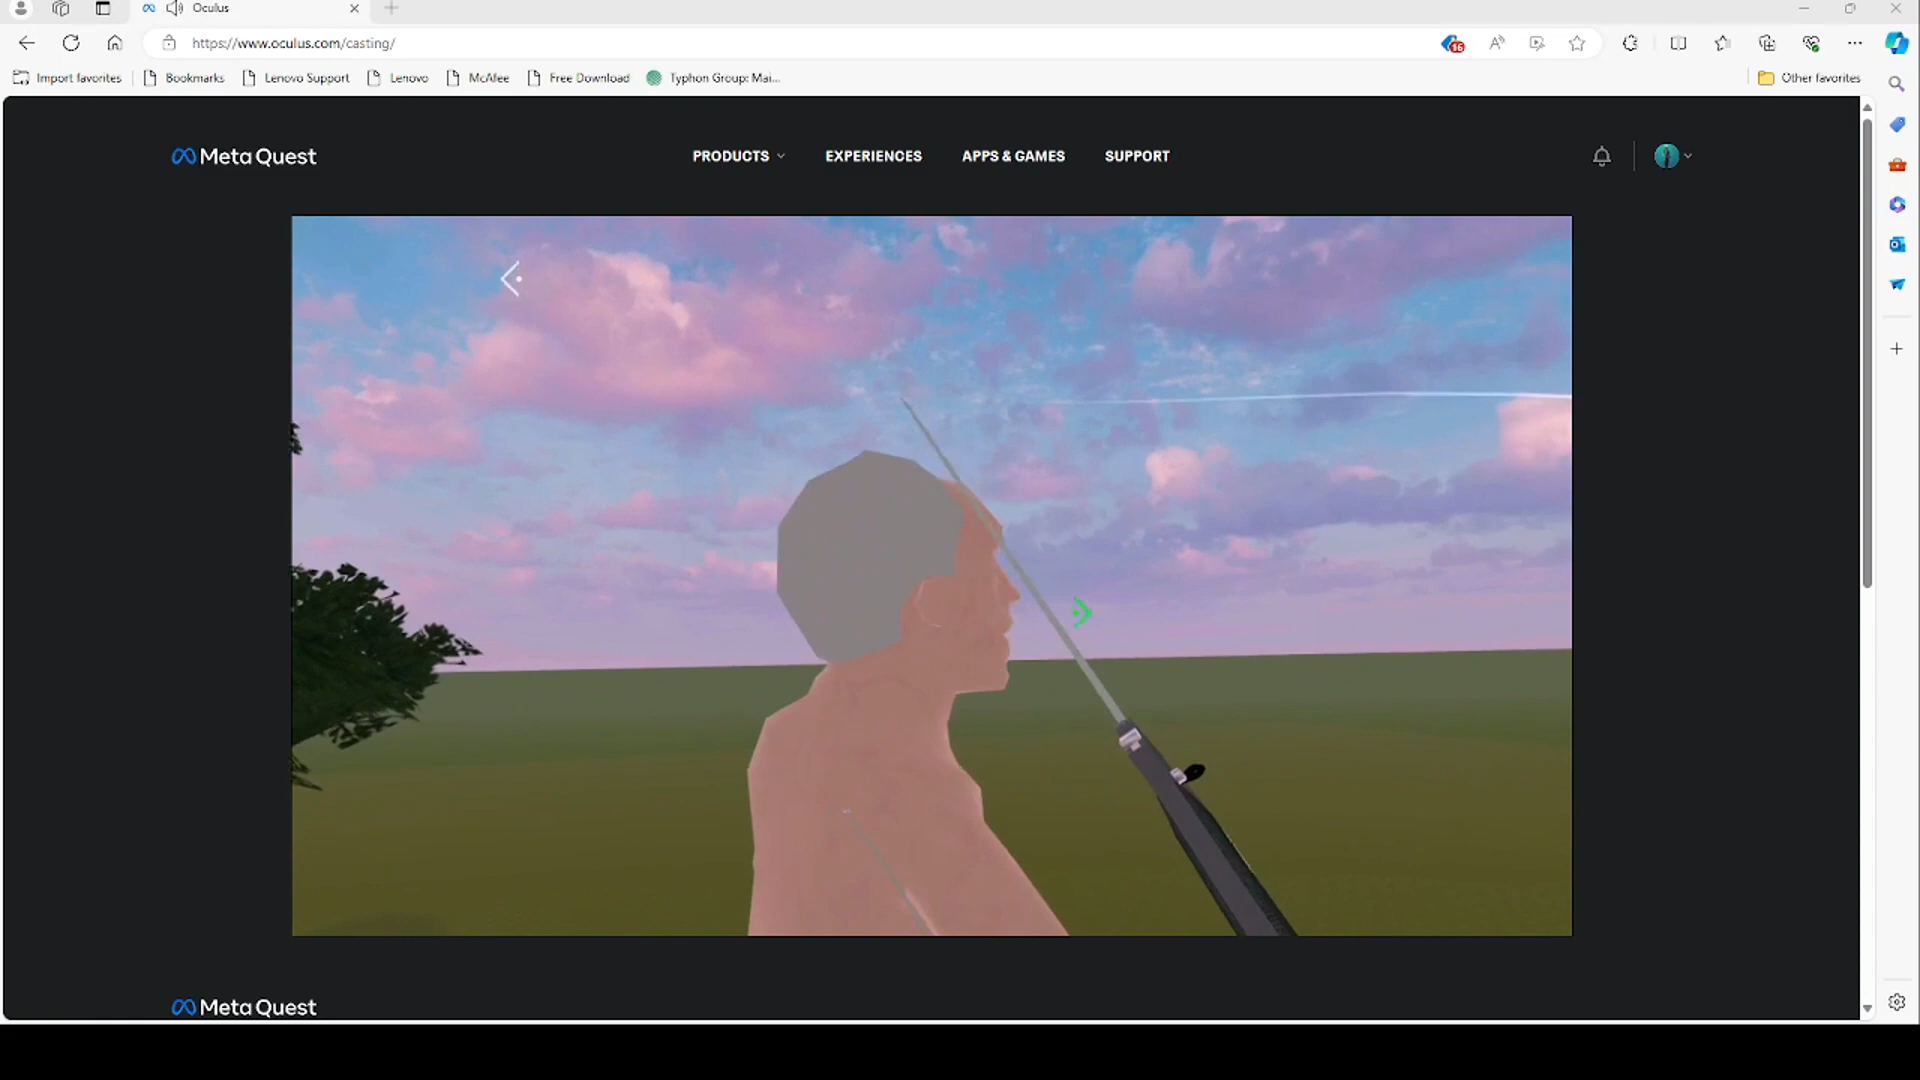 Oculus
https://www.oculus.com/casting/
16
Import favorites
Bookmarks
Lenovo Support
Lenovo
McAfee
Free Download
Typhon Group: Mai...
Other favorites
Meta Quest
PRODUCTS
EXPERIENCES
APPS & GAMES
SUPPORT
Meta Quest